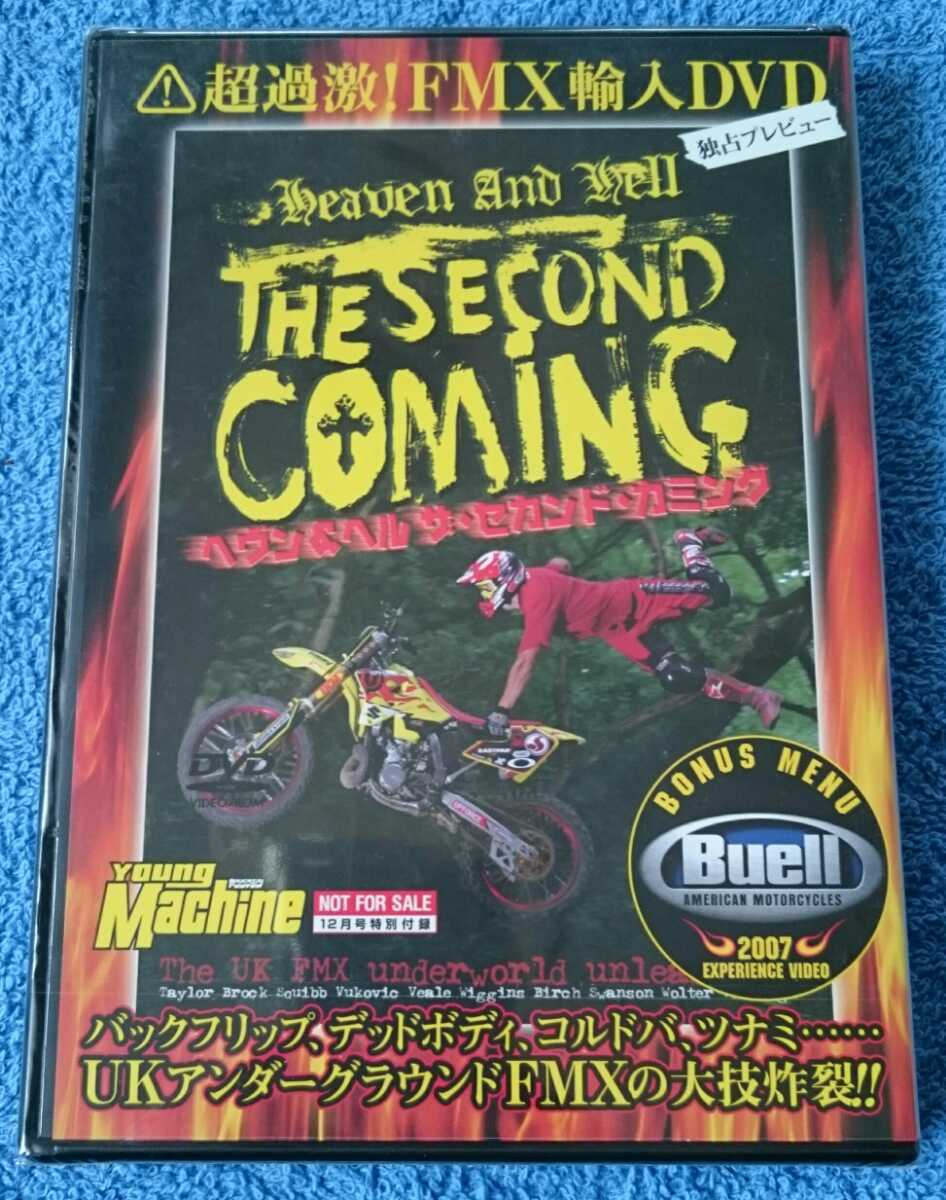 超過激!FMX輸入DVD
独占プレビュー
Heaven And Hell
THE SECOND
COMING
ヘヴン&ヘル ザ・セカンド・カミング
DVD
VIDEO
BONUS MENU
Buell
AMERICAN MOTORCYCLES
2007
EXPERIENCE VIDEO
Young
Machine
NOT FOR SALE
12月号特別付録
The UK FMX underworld
Taylor Brock Squibb Vukovic Veale Wiggins Birch Swanson Wolter
バックフリップ、デッドボディ、コルドバ、ツナミ……
UKアンダーグラウンドFMXの大技炸裂!!